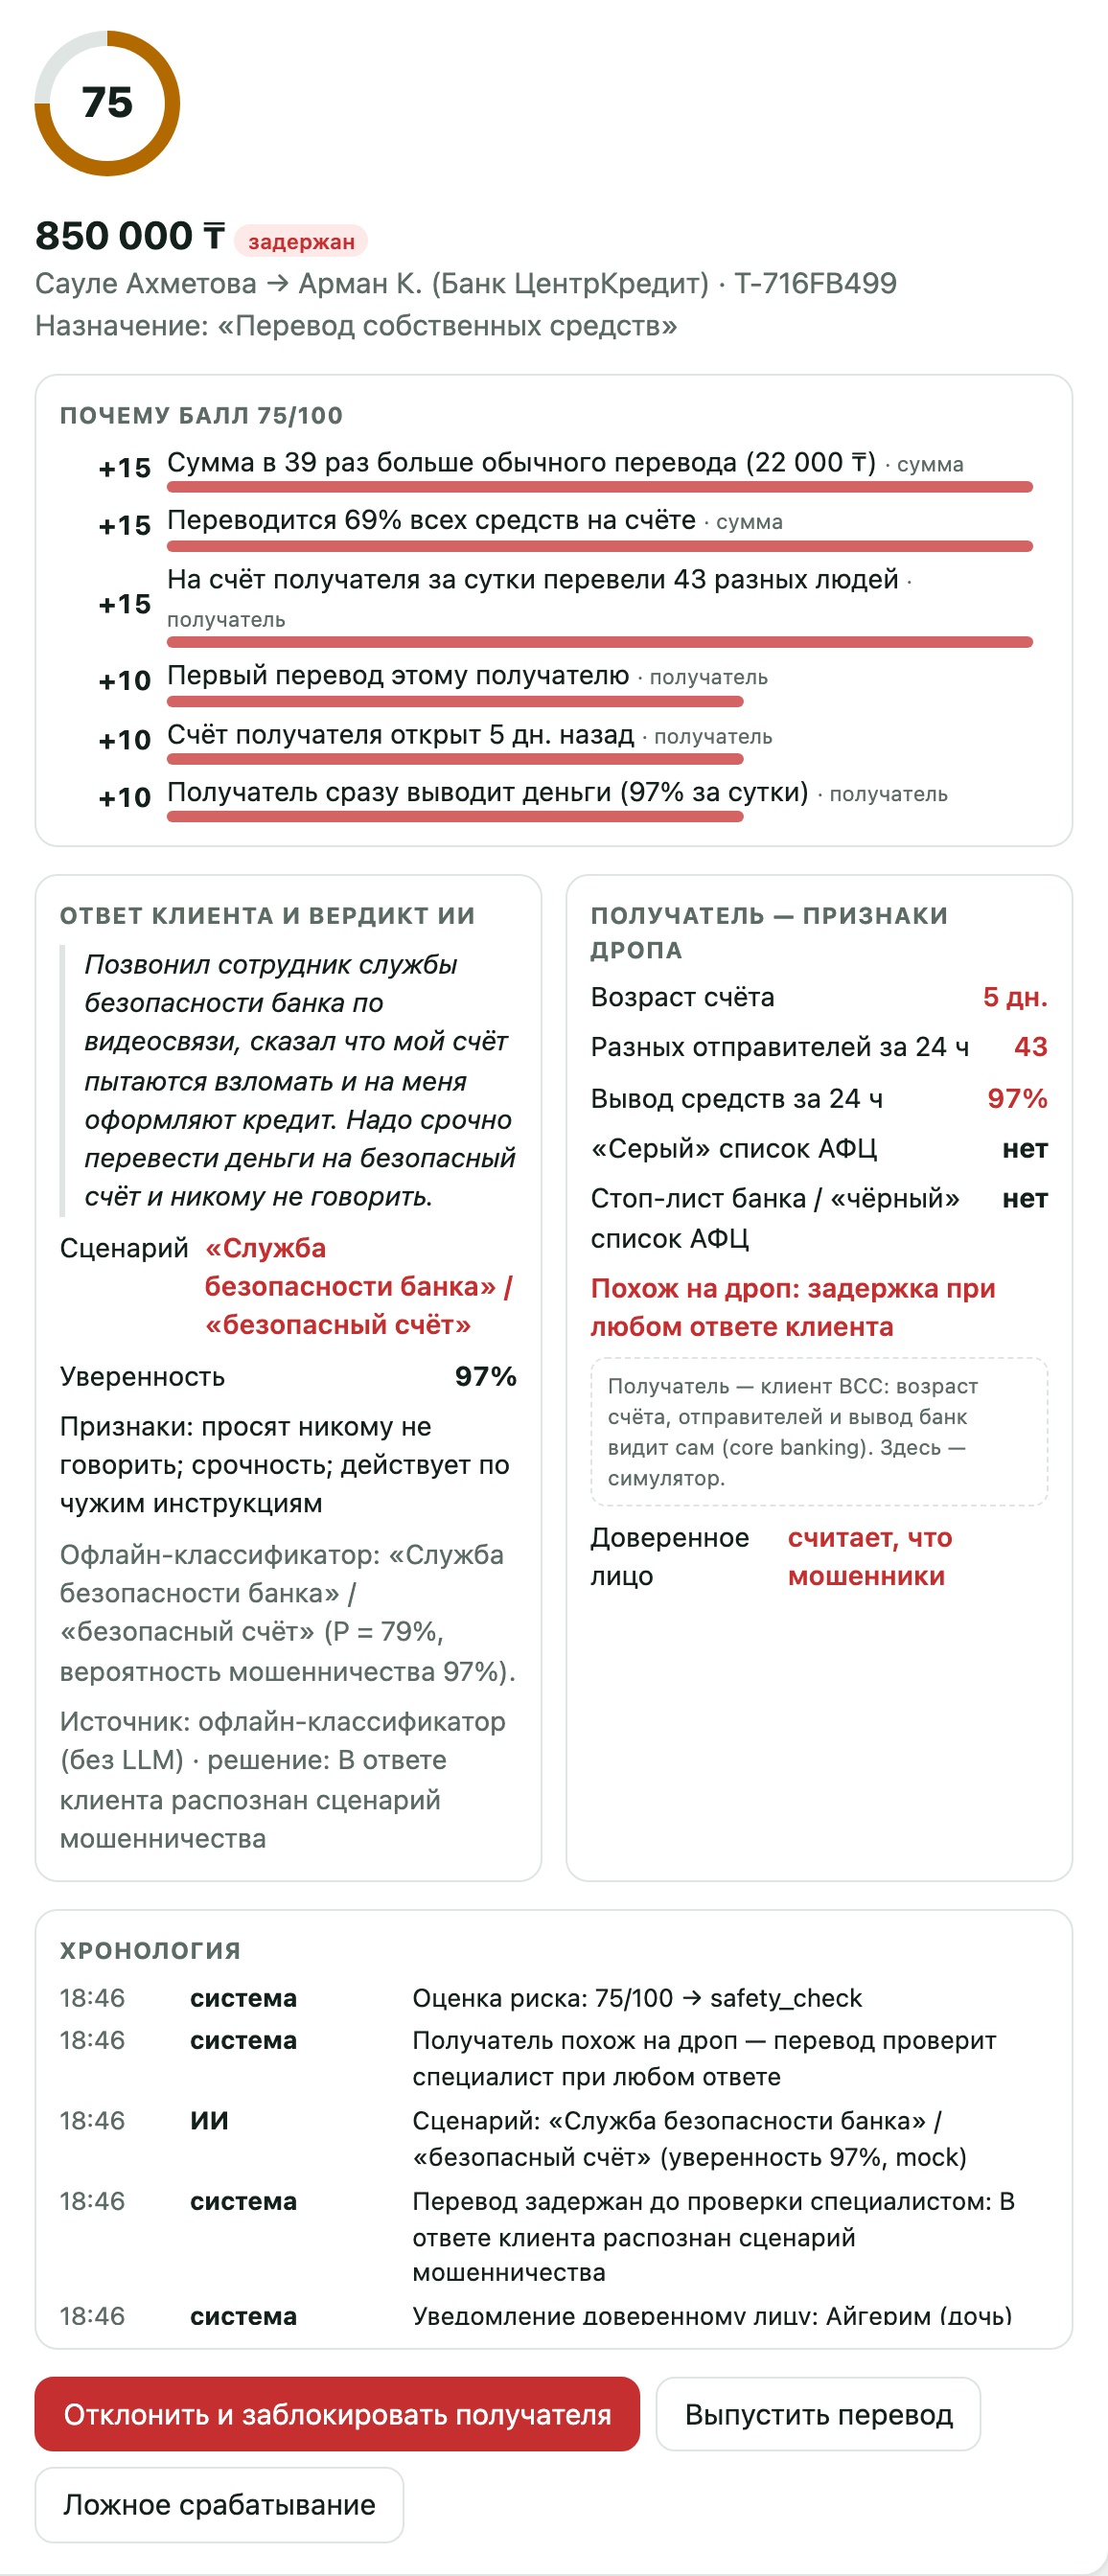 75
850 000 ₸ задержан
Сауле Ахметова → Арман К. (Банк ЦентрКредит) · T-716FB499
Назначение: «Перевод собственных средств»
ПОЧЕМУ БАЛЛ 75/100
+15 Сумма в 39 раз больше обычного перевода (22 000 ₸) · сумма
+15 Переводится 69% всех средств на счёте · сумма
+15 На счёт получателя за сутки перевели 43 разных людей ·
получатель
+10 Первый перевод этому получателю · получатель
+10 Счёт получателя открыт 5 дн. назад · получатель
+10 Получатель сразу выводит деньги (97% за сутки) · получатель
ОТВЕТ КЛИЕНТА И ВЕРДИКТ ИИ
Позвонил сотрудник службы
безопасности банка по
видеосвязи, сказал что мой счёт
пытаются взломать и на меня
оформляют кредит. Надо срочно
перевести деньги на безопасный
счёт и никому не говорить.
Сценарий «Служба
безопасности банка» /
«безопасный счёт»
Уверенность 97%
Признаки: просят никому не
говорить; срочность; действует по
чужим инструкциям
Офлайн-классификатор: «Служба
безопасности банка» /
«безопасный счёт» (P = 79%,
вероятность мошенничества 97%).
Источник: офлайн-классификатор
(без LLM) · решение: В ответе
клиента распознан сценарий
мошенничества
ПОЛУЧАТЕЛЬ — ПРИЗНАКИ
ДРОПА
Возраст счёта 5 дн.
Разных отправителей за 24 ч 43
Вывод средств за 24 ч 97%
«Серый» список АФЦ нет
Стоп-лист банка / «чёрный» нет
список АФЦ
Похож на дроп: задержка при
любом ответе клиента
Получатель — клиент BCC: возраст
счёта, отправителей и вывод банк
видит сам (core banking). Здесь —
симулятор.
Доверенное считает, что
лицо мошенники
ХРОНОЛОГИЯ
18:46 система Оценка риска: 75/100 → safety_check
18:46 система Получатель похож на дроп — перевод проверит
специалист при любом ответе
18:46 ИИ Сценарий: «Служба безопасности банка» /
«безопасный счёт» (уверенность 97%, mock)
18:46 система Перевод задержан до проверки специалистом: В
ответе клиента распознан сценарий
мошенничества
18:46 система Уведомление доверенному лицу: Айгерим (дочь)
Отклонить и заблокировать получателя
Выпустить перевод
Ложное срабатывание